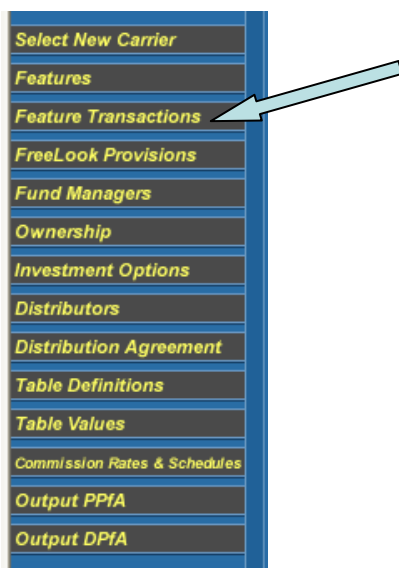 Select New Carrier
Features
Feature Transactions
FreeLook Provisions
Fund Managers
Ownership
Investment Options
Distributors
Distribution Agreement
Table Definitions
Table Values
Commission Rates & Schedules
Output PPfA
Output DPfA